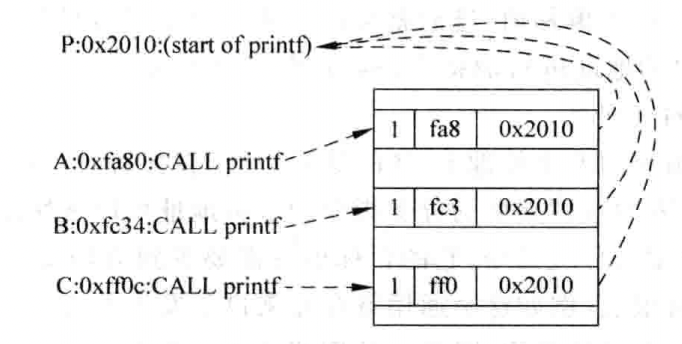 P:0x2010:(start of printf)
1 fa8 0x2010
A:0xfa80:CALL printf
1 fc3 0x2010
B:0xfc34:CALL printf
1 ff0 0x2010
C:0xff0c:CALL printf